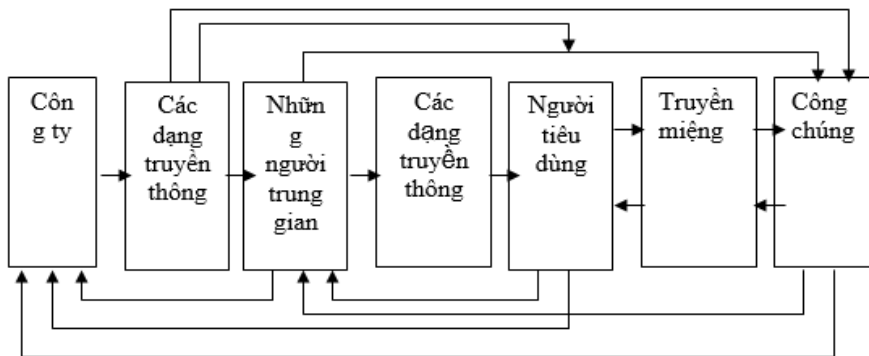 Côn
g ty
Các
dạng
truyền
thông
Nhữn
g
người
trung
gian
Các
dạng
truyền
thông
Người
tiêu
dùng
Truyền
miệng
Công
chúng